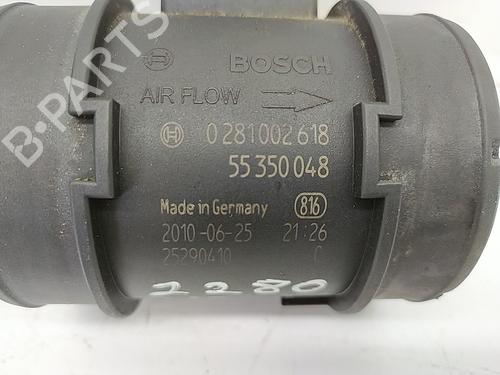 B-PARTS
BOSCH
AIR FLOW
0 281 002 618
55 350 048
Made in Germany 816
2010-06-25 21:26
25290410 C
2280